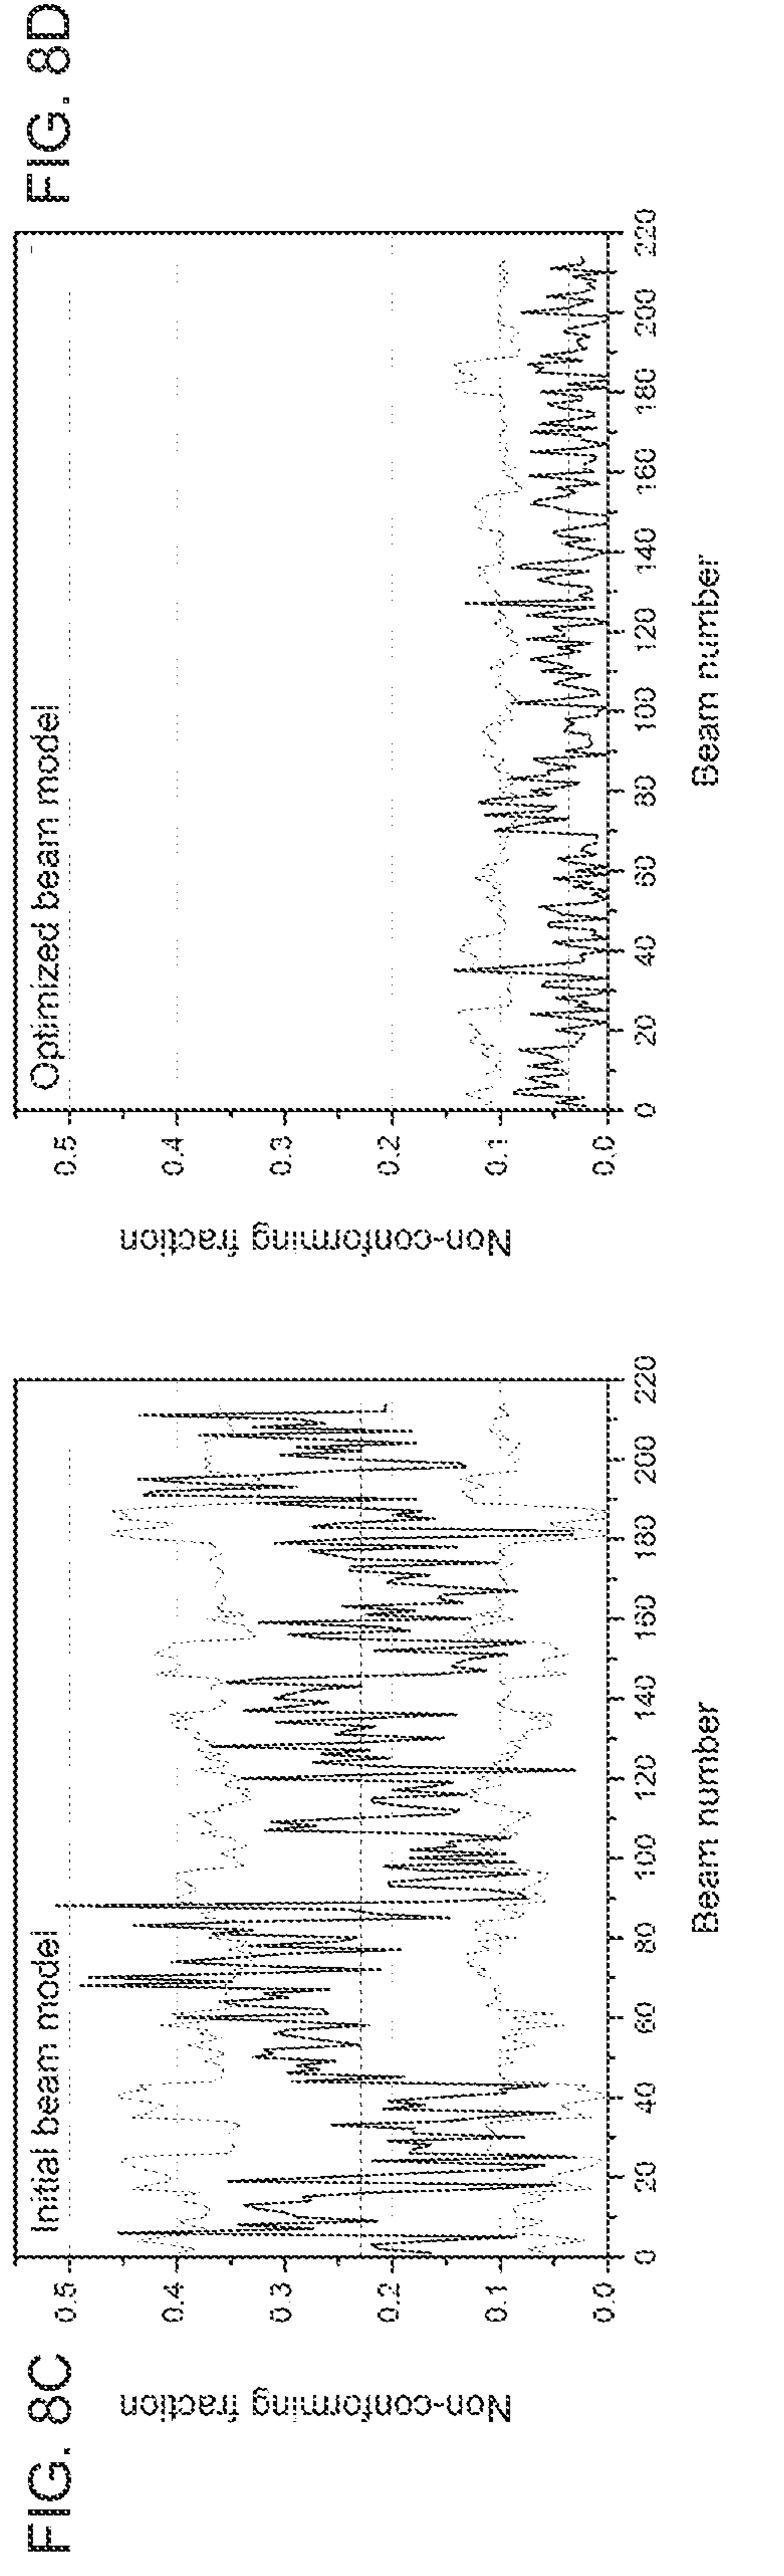 FIG. 8C
Initial beam model
Non-conforming fraction
0.5
0.4
0.3
0.2
0.1
0.0
0 20 40 60 80 100 120 140 160 180 200 220
Beam number
FIG. 8D
Optimized beam model
Non-conforming fraction
0.5
0.4
0.3
0.2
0.1
0.0
0 20 40 60 80 100 120 140 160 180 200 220
Beam number